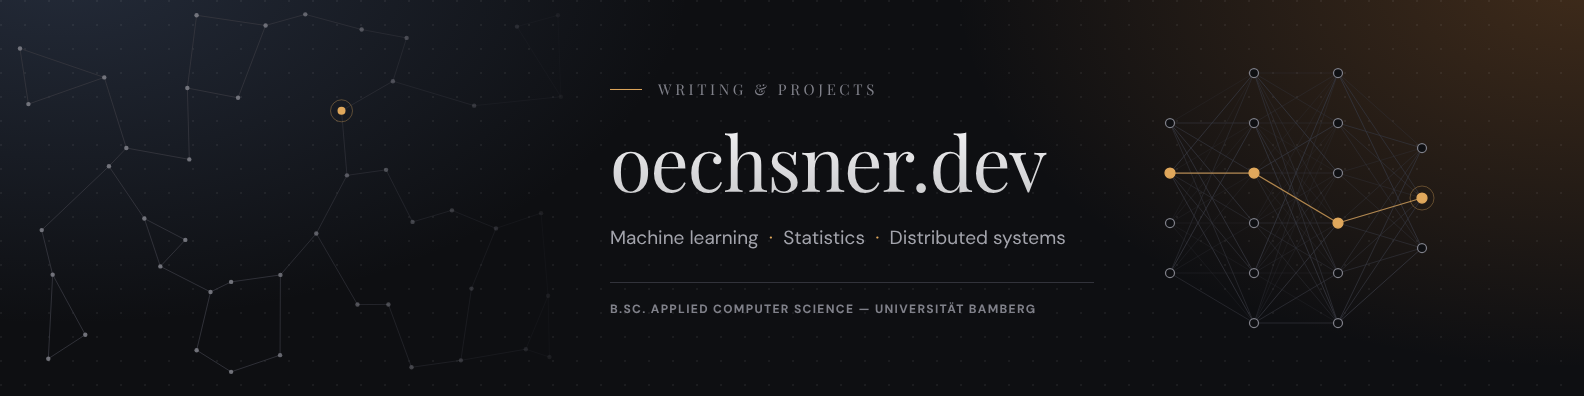 WRITING & PROJECTS
oechsner.dev
Machine learning · Statistics · Distributed systems
B.SC. APPLIED COMPUTER SCIENCE — UNIVERSITÄT BAMBERG